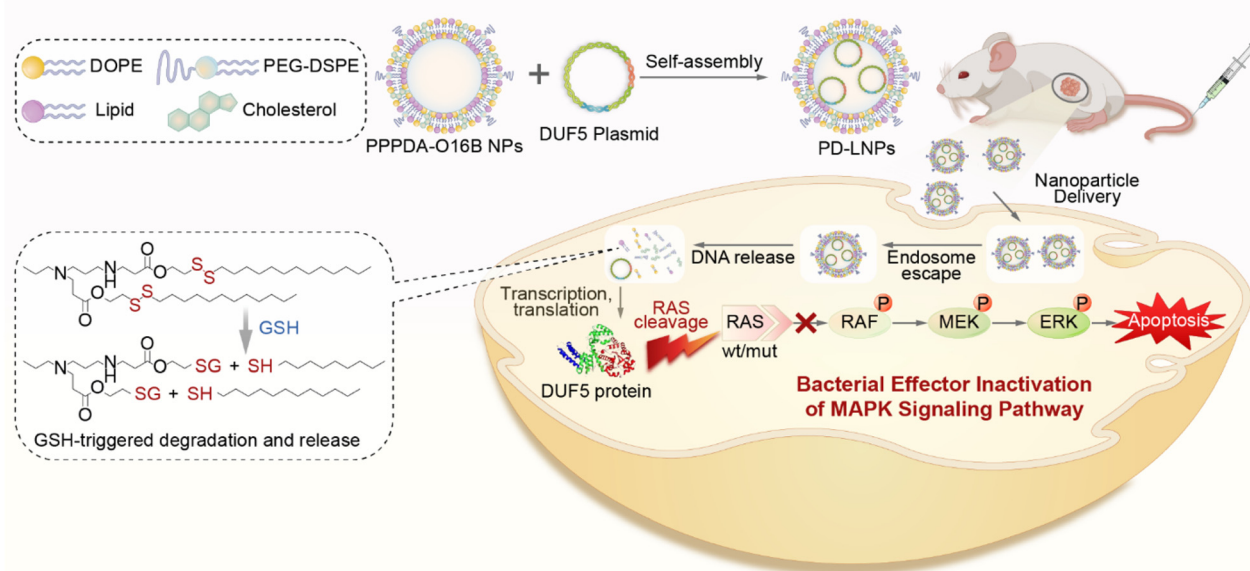 DOPE
PEG-DSPE
Lipid
Cholesterol
PPPDA-O16B NPs
+
DUF5 Plasmid
Self-assembly
PD-LNPs
Nanoparticle
Delivery
Endosome
escape
DNA release
Transcription,
translation
DUF5 protein
RAS
cleavage
RAS
wt/mut
RAF
P
MEK
P
ERK
P
Apoptosis
Bacterial Effector Inactivation
of MAPK Signaling Pathway
N
N
H
O
O
S
S
O
O
S
S
GSH
N
N
H
O
O
SG + SH
O
O
SG + SH
GSH-triggered degradation and release